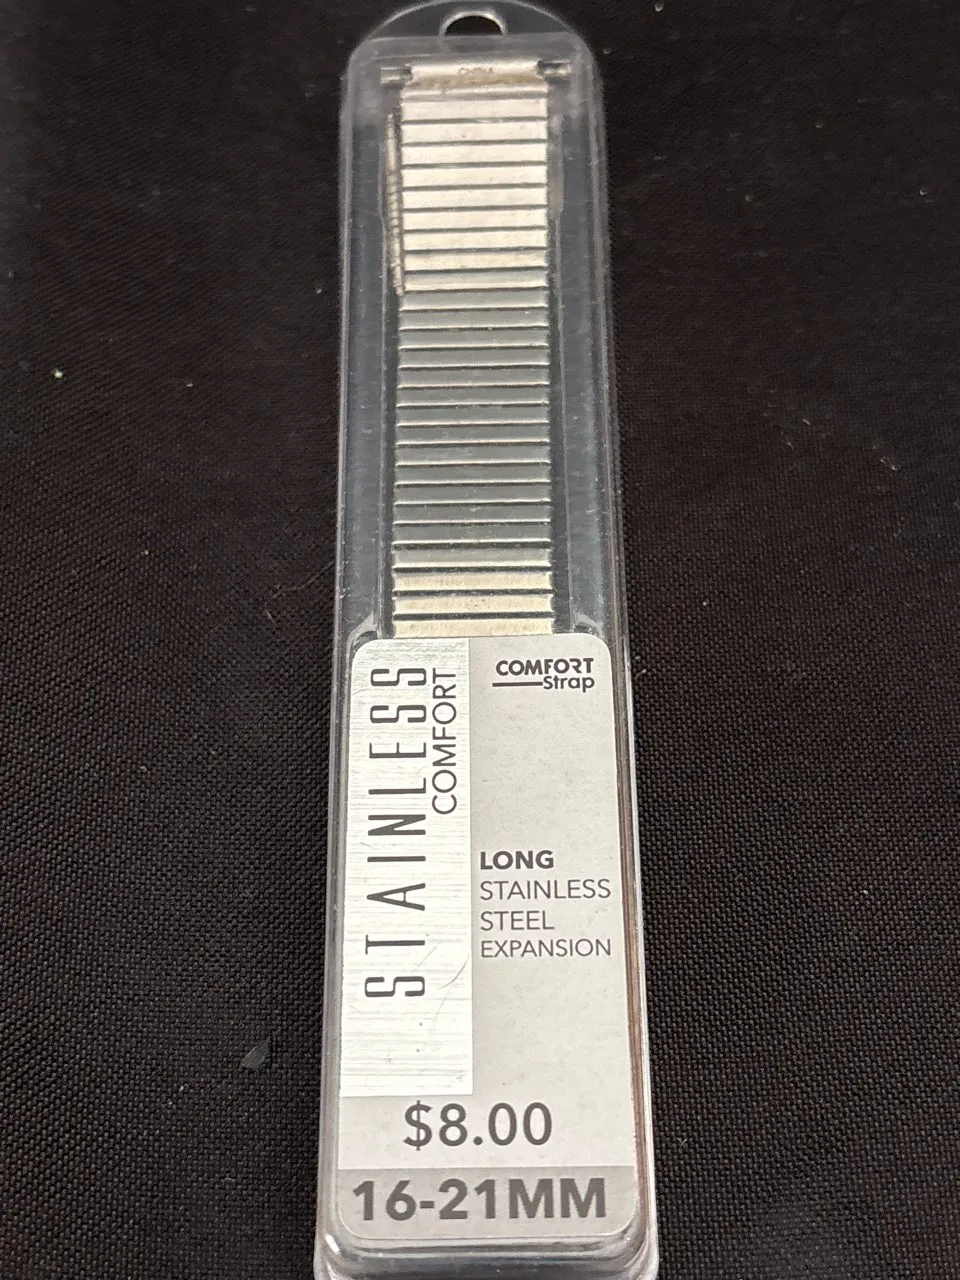 COMFORT
Strap
STAINLESS
COMFORT
LONG
STAINLESS
STEEL
EXPANSION
$8.00
16-21MM